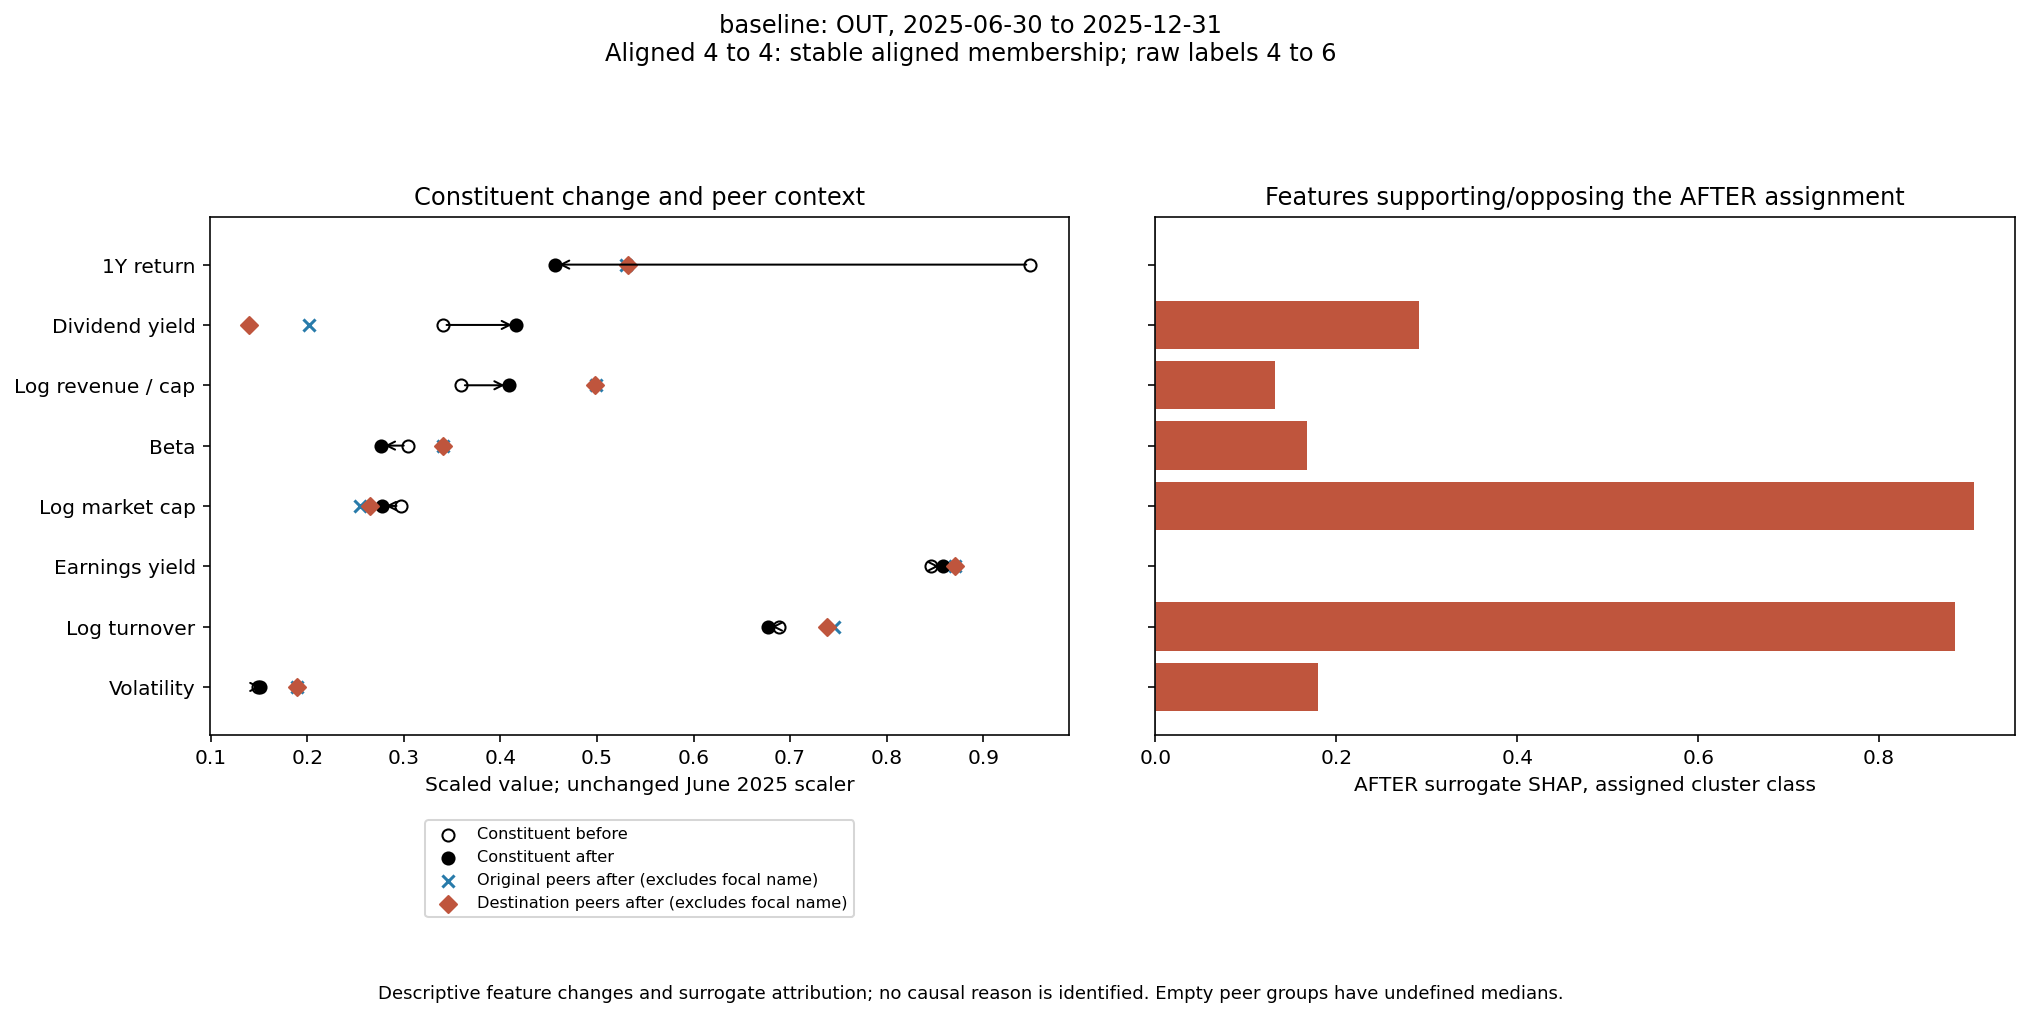 baseline: OUT, 2025-06-30 to 2025-12-31
Aligned 4 to 4: stable aligned membership; raw labels 4 to 6
Constituent change and peer context
1Y return
Dividend yield
Log revenue / cap
Beta
Log market cap
Earnings yield
Log turnover
Volatility
0.1 0.2 0.3 0.4 0.5 0.6 0.7 0.8 0.9
Scaled value; unchanged June 2025 scaler
Constituent before
Constituent after
Original peers after (excludes focal name)
Destination peers after (excludes focal name)
Features supporting/opposing the AFTER assignment
0.0 0.2 0.4 0.6 0.8
AFTER surrogate SHAP, assigned cluster class
Descriptive feature changes and surrogate attribution; no causal reason is identified. Empty peer groups have undefined medians.